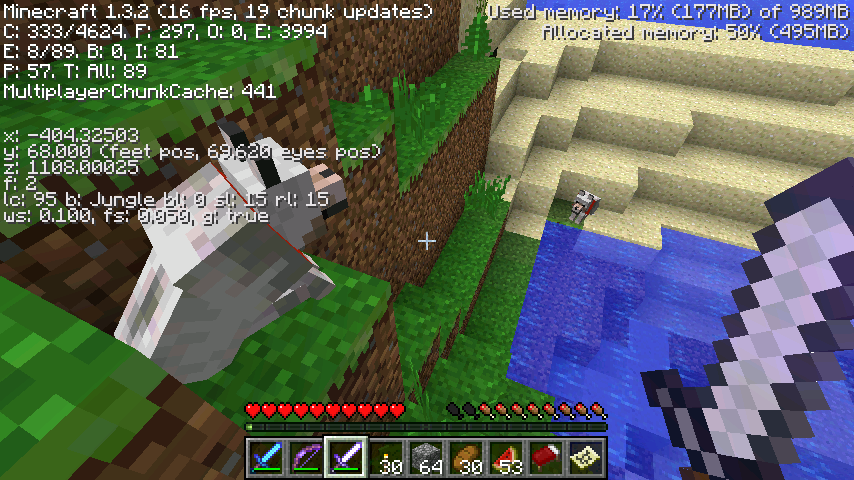 Minecraft 1.3.2 (16 fps, 19 chunk updates)
Used memory: 17% (177MB) of 989MB
C: 333/4624. F: 297, O: 0, E: 3994
Allocated memory: 50% (495MB)
E: 8/89. B: 0, I: 81
P: 57. T: All: 89
MultiplayerChunkCache: 441
x: -404.32503
y: 68.000 (feet pos, 69.620 eyes pos)
z: 1108.00025
f: 2
lc: 95 b: Jungle bl: 0 sl: 15 rl: 15
ws: 0.100, fs: 0.050, g: true
30 64 30 53